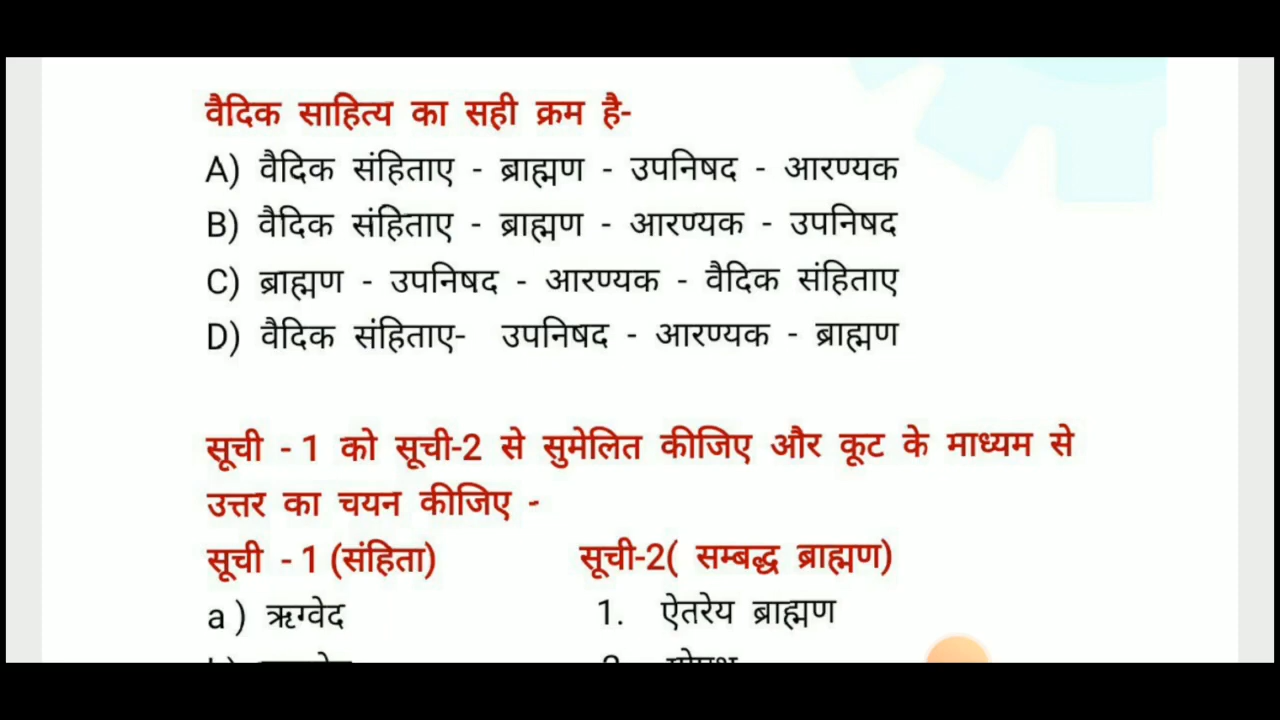 वैदिक साहित्य का सही क्रम है-
A) वैदिक संहिताए - ब्राह्मण - उपनिषद - आरण्यक
B) वैदिक संहिताए - ब्राह्मण - आरण्यक - उपनिषद
C) ब्राह्मण - उपनिषद - आरण्यक - वैदिक संहिताए
D) वैदिक संहिताए- उपनिषद - आरण्यक - ब्राह्मण
सूची - 1 को सूची-2 से सुमेलित कीजिए और कूट के माध्यम से
उत्तर का चयन कीजिए -
सूची - 1 (संहिता) सूची-2( सम्बद्ध ब्राह्मण)
a ) ऋग्वेद 1. ऐतरेय ब्राह्मण